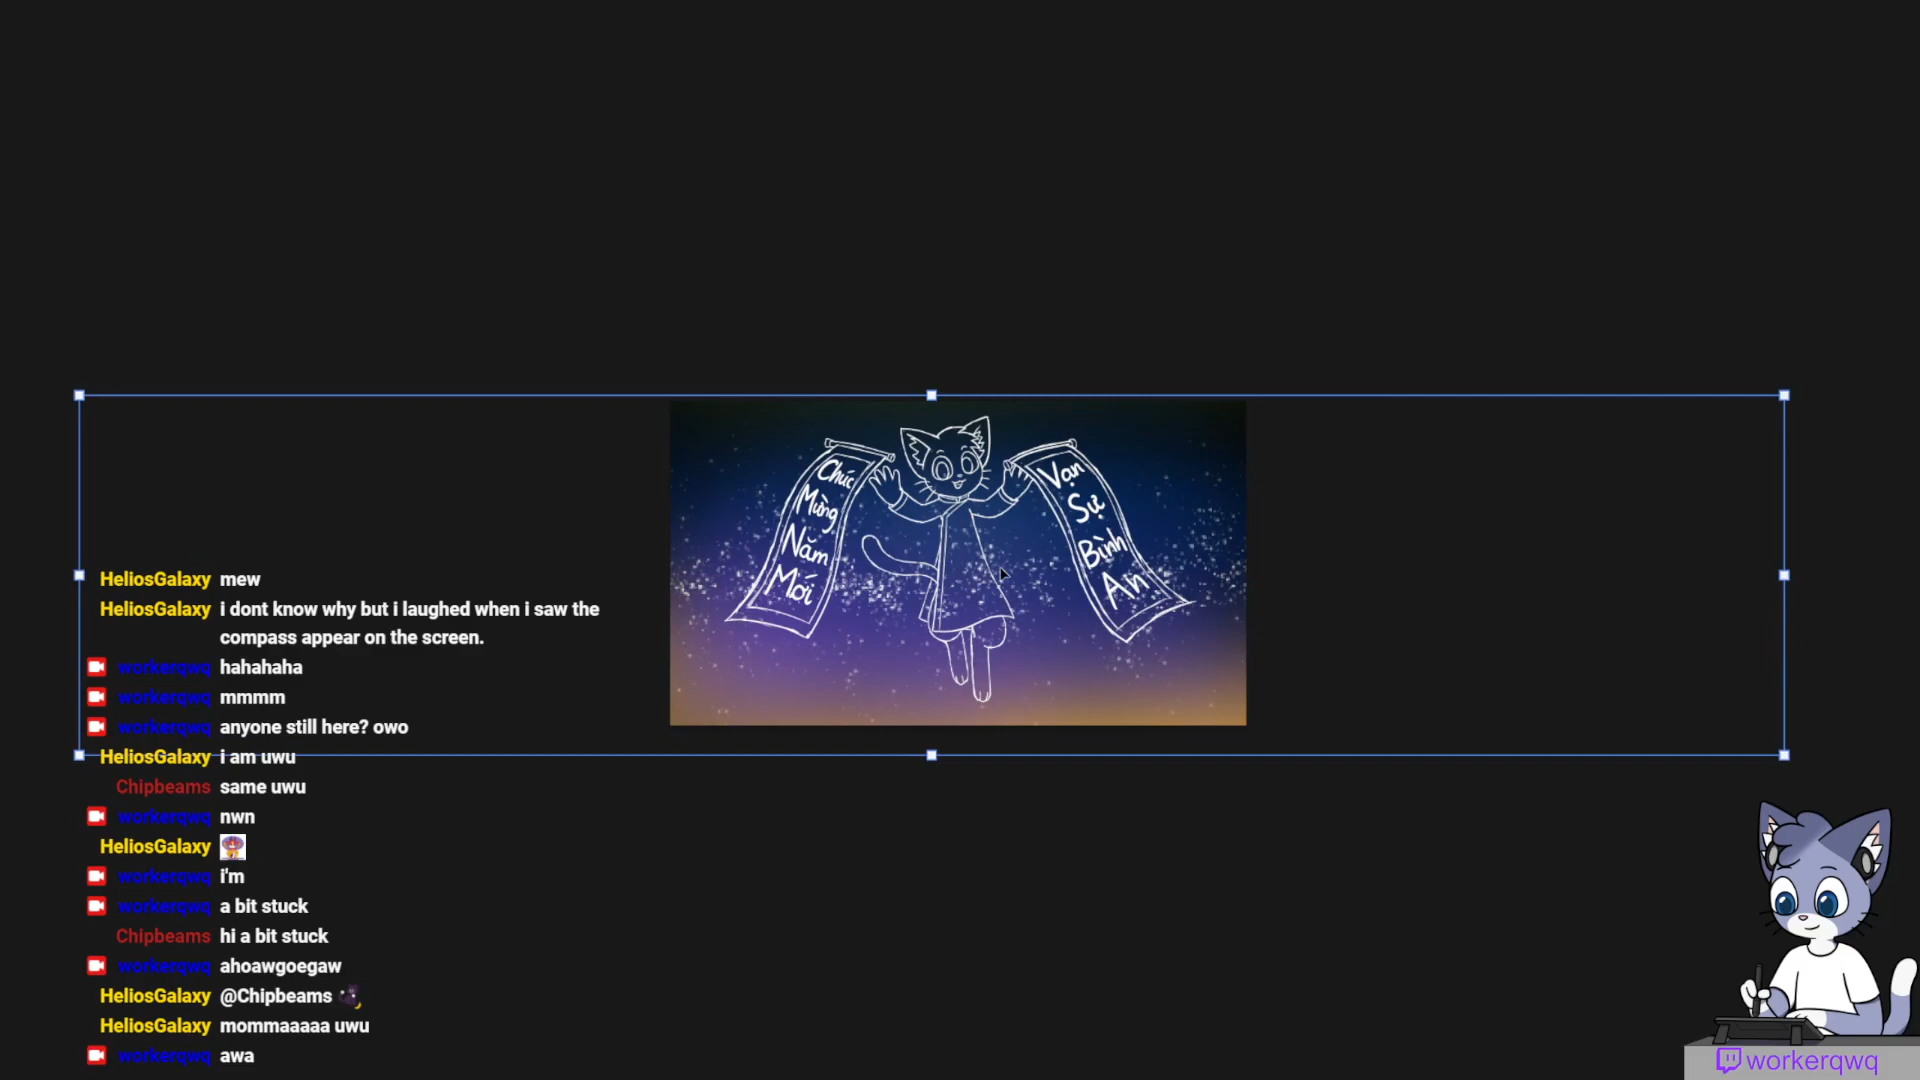 Chúc
Mừng
Năm
Mới
Vạn
Sự
Bình
An
HeliosGalaxy mew
HeliosGalaxy i dont know why but i laughed when i saw the
compass appear on the screen.
workerqwq hahahaha
workerqwq mmmm
workerqwq anyone still here? owo
HeliosGalaxy i am uwu
Chipbeams same uwu
workerqwq nwn
HeliosGalaxy
workerqwq i'm
workerqwq a bit stuck
Chipbeams hi a bit stuck
workerqwq ahoawgoegaw
HeliosGalaxy @Chipbeams
HeliosGalaxy mommaaaaa uwu
workerqwq awa
workerqwq